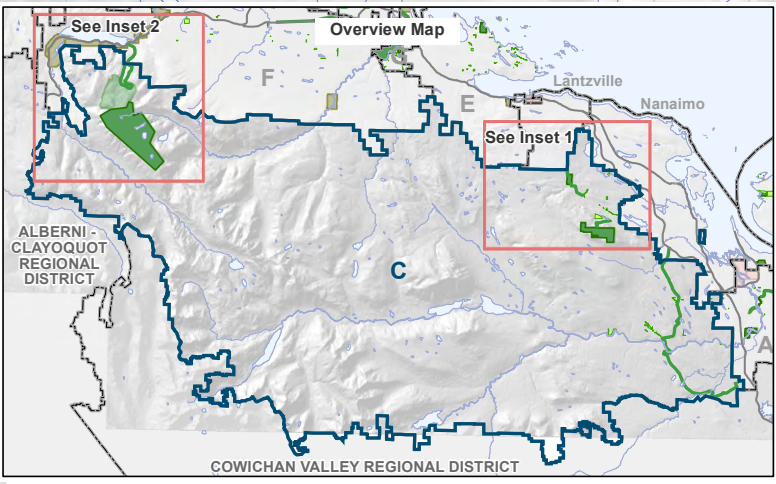 See Inset 2
Overview Map
G
F
Lantzville
E
Nanaimo
See Inset 1
ALBERNI -
CLAYOQUOT
REGIONAL
DISTRICT
C
A
COWICHAN VALLEY REGIONAL DISTRICT